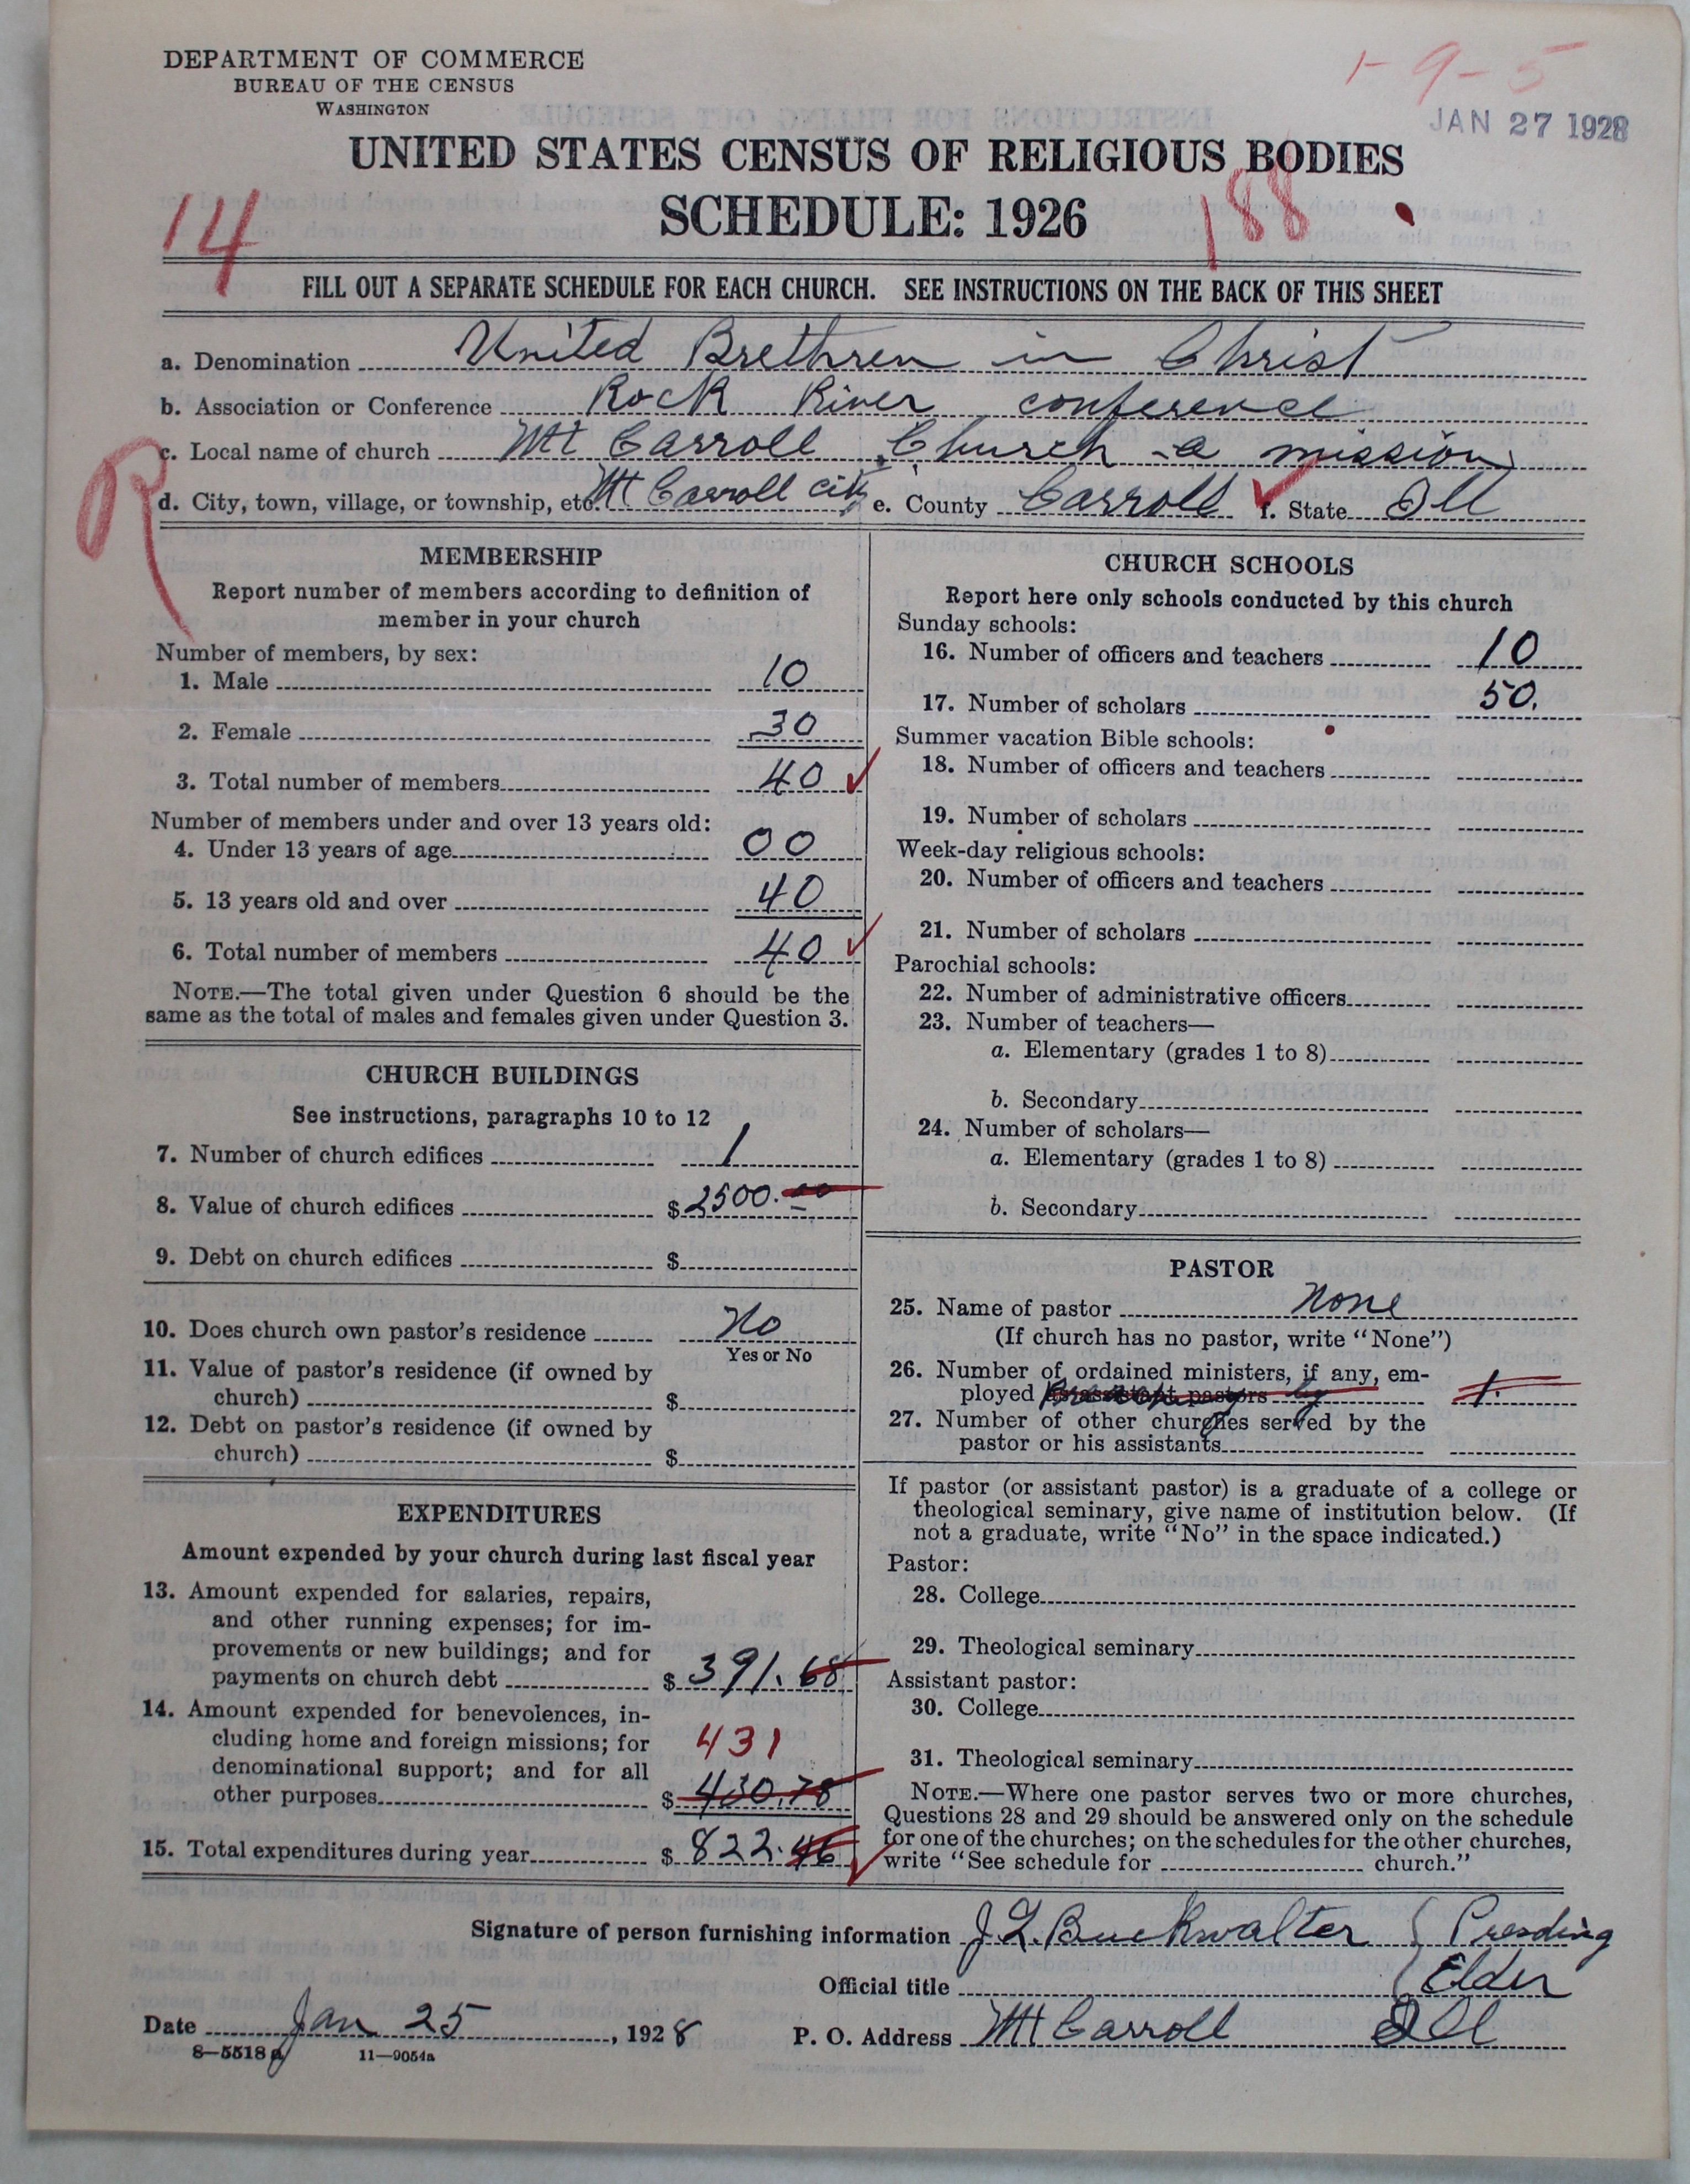 DEPARTMENT OF COMMERCE
BUREAU OF THE CENSUS
WASHINGTON
1-9-5
JAN 27 1928
UNITED STATES CENSUS OF RELIGIOUS BODIES
SCHEDULE: 1926
14
188
FILL OUT A SEPARATE SCHEDULE FOR EACH CHURCH. SEE INSTRUCTIONS ON THE BACK OF THIS SHEET
a. Denomination United Brethren in Christ
b. Association or Conference Rock River conference
c. Local name of church Mt Carroll Church - a mission
R
d. City, town, village, or township, etc. Mt Carroll city e. County Carroll f. State Ill
MEMBERSHIP
Report number of members according to definition of
member in your church
Number of members, by sex:
1. Male 10
2. Female 30
3. Total number of members 40
Number of members under and over 13 years old:
4. Under 13 years of age 00
5. 13 years old and over 40
6. Total number of members 40
NOTE.—The total given under Question 6 should be the
same as the total of males and females given under Question 3.
CHURCH BUILDINGS
See instructions, paragraphs 10 to 12
7. Number of church edifices 1
8. Value of church edifices $2500.00
9. Debt on church edifices $
10. Does church own pastor's residence No
Yes or No
11. Value of pastor's residence (if owned by
church) $
12. Debt on pastor's residence (if owned by
church) $
EXPENDITURES
Amount expended by your church during last fiscal year
13. Amount expended for salaries, repairs,
and other running expenses; for im-
provements or new buildings; and for
payments on church debt $ 391.68
14. Amount expended for benevolences, in-
cluding home and foreign missions; for
431
denominational support; and for all
other purposes $ 430.78
15. Total expenditures during year $ 822.46
CHURCH SCHOOLS
Report here only schools conducted by this church
Sunday schools:
16. Number of officers and teachers 10
17. Number of scholars 50.
Summer vacation Bible schools:
18. Number of officers and teachers
19. Number of scholars
Week-day religious schools:
20. Number of officers and teachers
21. Number of scholars
Parochial schools:
22. Number of administrative officers
23. Number of teachers—
a. Elementary (grades 1 to 8)
b. Secondary
24. Number of scholars—
a. Elementary (grades 1 to 8)
b. Secondary
PASTOR
25. Name of pastor None
(If church has no pastor, write "None")
26. Number of ordained ministers, if any, em-
ployed as assistant pastors by 1.
27. Number of other churches served by the
pastor or his assistants
If pastor (or assistant pastor) is a graduate of a college or
theological seminary, give name of institution below. (If
not a graduate, write "No" in the space indicated.)
Pastor:
28. College
29. Theological seminary
Assistant pastor:
30. College
31. Theological seminary
NOTE.—Where one pastor serves two or more churches,
Questions 28 and 29 should be answered only on the schedule
for one of the churches; on the schedules for the other churches,
write "See schedule for church."
Signature of person furnishing information J. L. Buckwalter Presding
Official title Elder
Date Jan 25, 1928 P. O. Address Mt Carroll Ill
8—5518 a 11—9054a